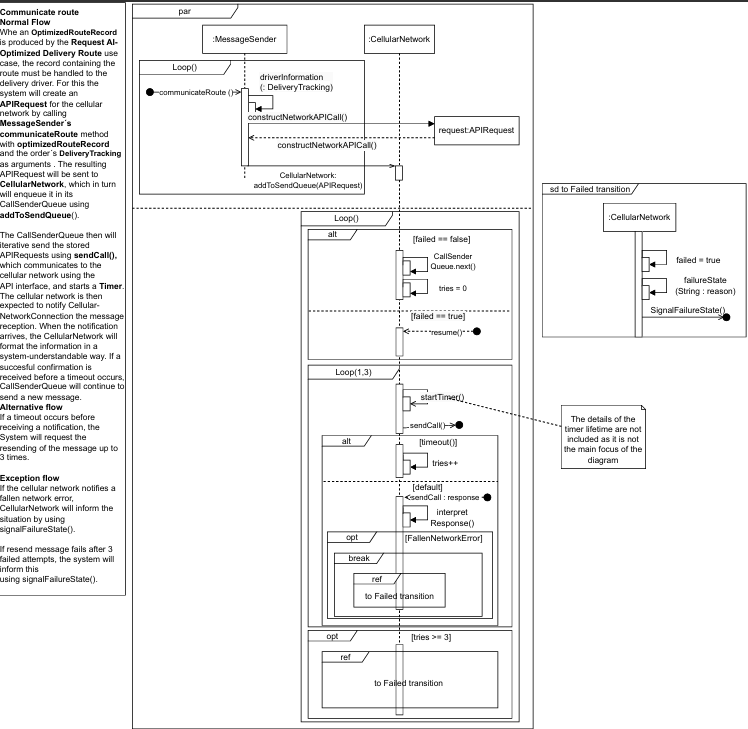 Communicate route
Normal Flow
Whe an OptimizedRouteRecord
is produced by the Request AI-
Optimized Delivery Route use
case, the record containing the
route must be handled to the
delivery driver. For this the
system will create an
APIRequest for the cellular
network by calling
MessageSender´s
communicateRoute method
with optimizedRouteRecord
and the order´s DeliveryTracking
as arguments . The resulting
APIRequest will be sent to
CellularNetwork, which in turn
will enqueue it in its
CallSenderQueue using
addToSendQueue().
The CallSenderQueue then will
iterative send the stored
APIRequests using sendCall(),
which communicates to the
cellular network using the
API interface, and starts a Timer.
The cellular network is then
expected to notify Cellular-
NetworkConnection the message
reception. When the notification
arrives, the CellularNetwork will
format the information in a
system-understandable way. If a
succesful confirmation is
received before a timeout occurs,
CallSenderQueue will continue to
send a new message.
Alternative flow
If a timeout occurs before
receiving a notification, the
System will request the
resending of the message up to
3 times.
Exception flow
If the cellular network notifies a
fallen network error,
CellularNetwork will inform the
situation by using
signalFailureState().
If resend message fails after 3
failed attempts, the system will
inform this
using signalFailureState().
par
:MessageSender
:CellularNetwork
Loop()
driverInformation
(: DeliveryTracking)
communicateRoute ()
constructNetworkAPICall()
request:APIRequest
constructNetworkAPICall()
CellularNetwork:
addToSendQueue(APIRequest)
Loop()
alt
[failed == false]
CallSender
Queue.next()
tries = 0
[failed == true]
resume()
Loop(1,3)
startTimer()
sendCall()
alt
[timeout()]
tries++
[default]
sendCall : response
interpret
Response()
opt
[FallenNetworkError]
break
ref
to Failed transition
opt
[tries >= 3]
ref
to Failed transition
sd to Failed transition
:CellularNetwork
failed = true
failureState
(String : reason)
SignalFailureState()
The details of the
timer lifetime are not
included as it is not
the main focus of the
diagram